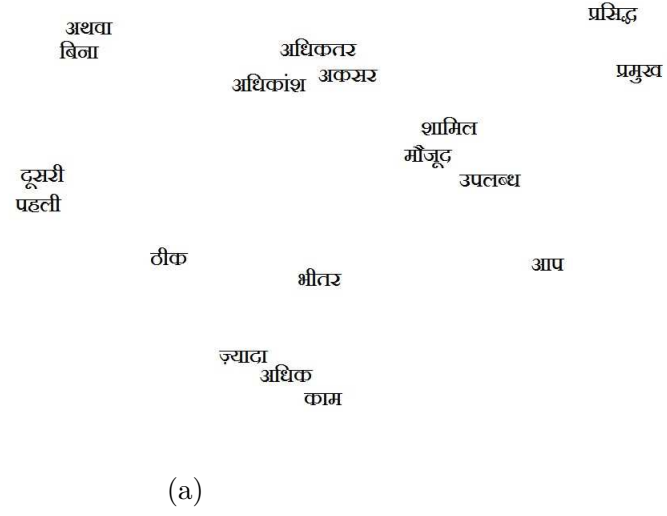 प्रसिद्ध
अथवा
बिना
अधिकतर
अकसर
अधिकांश
प्रमुख
शामिल
मौजूद
उपलब्ध
दूसरी
पहली
ठीक
भीतर
आप
ज़्यादा
अधिक
काम
(a)